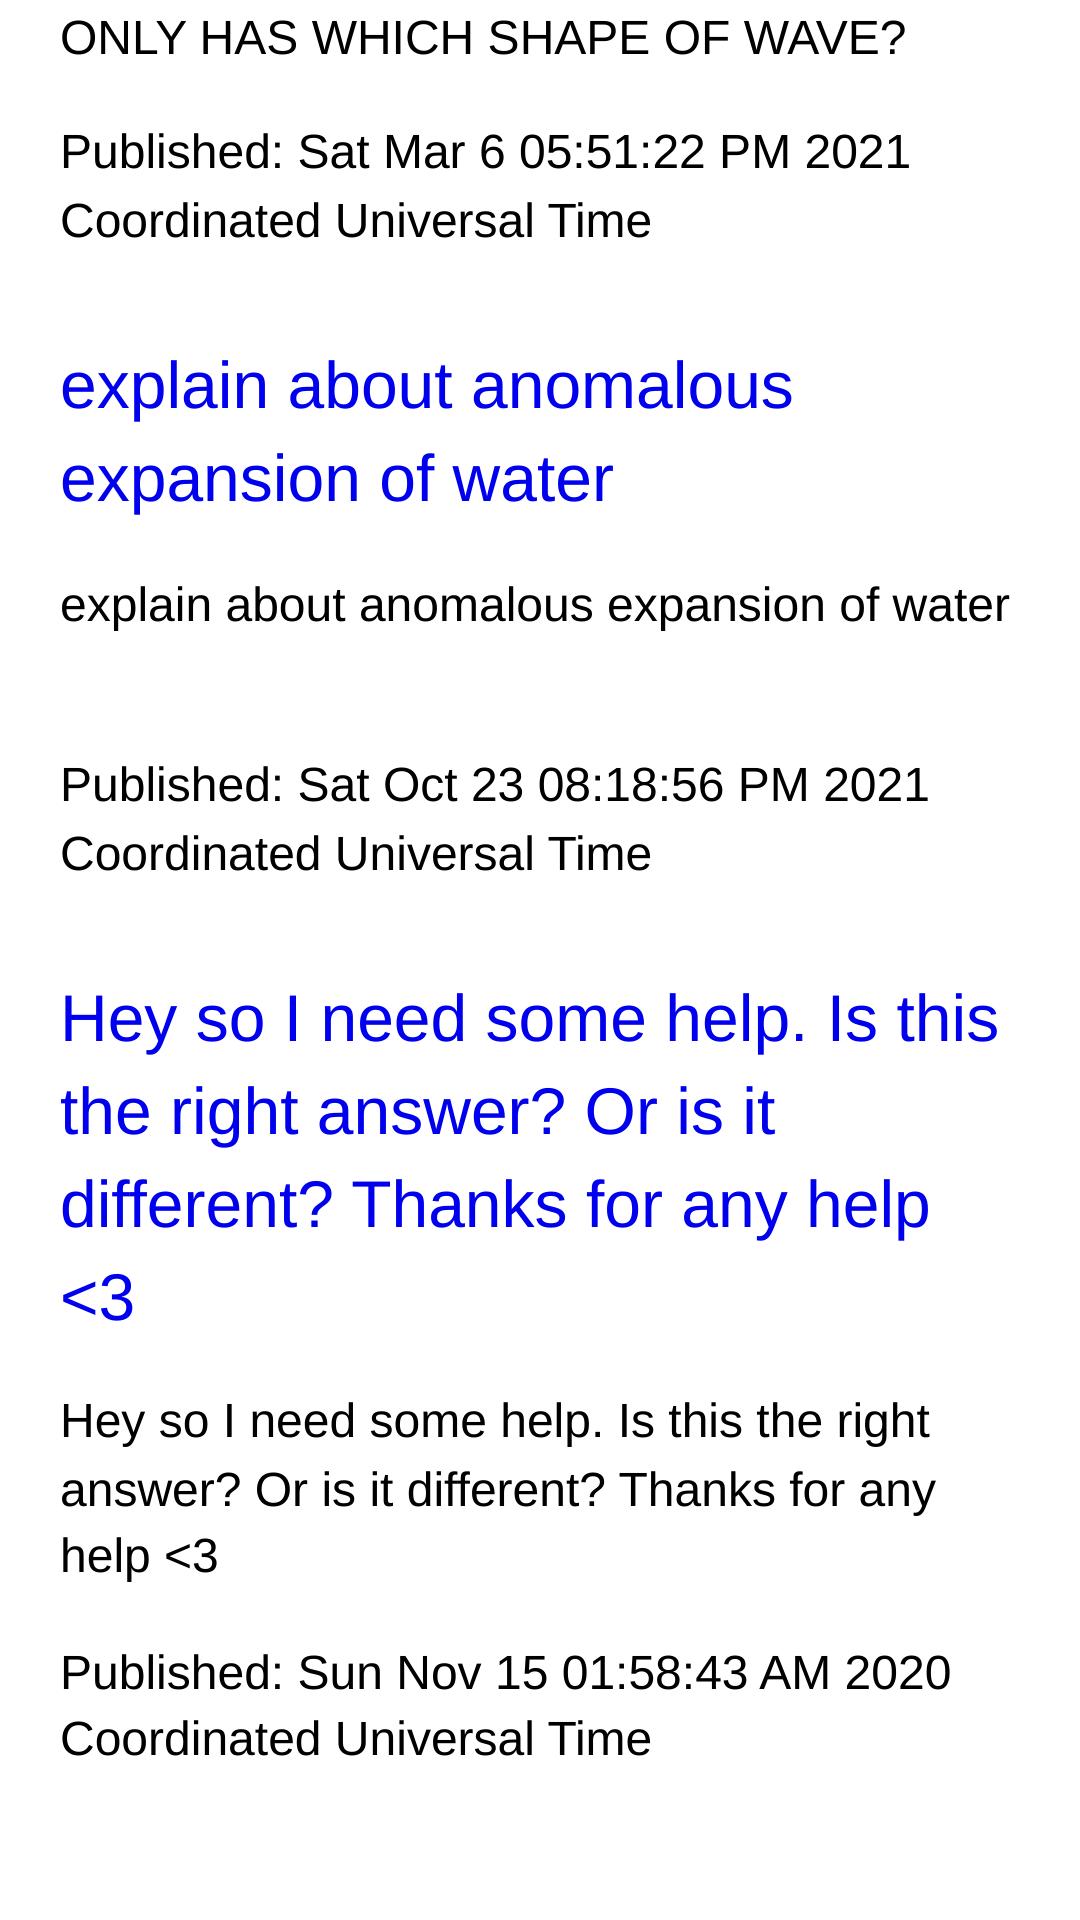 ONLY HAS WHICH SHAPE OF WAVE?
Published: Sat Mar 6 05:51:22 PM 2021
Coordinated Universal Time
explain about anomalous
expansion of water
explain about anomalous expansion of water
Published: Sat Oct 23 08:18:56 PM 2021
Coordinated Universal Time
Hey so I need some help. Is this
the right answer? Or is it
different? Thanks for any help
<3
Hey so I need some help. Is this the right
answer? Or is it different? Thanks for any
help <3
Published: Sun Nov 15 01:58:43 AM 2020
Coordinated Universal Time